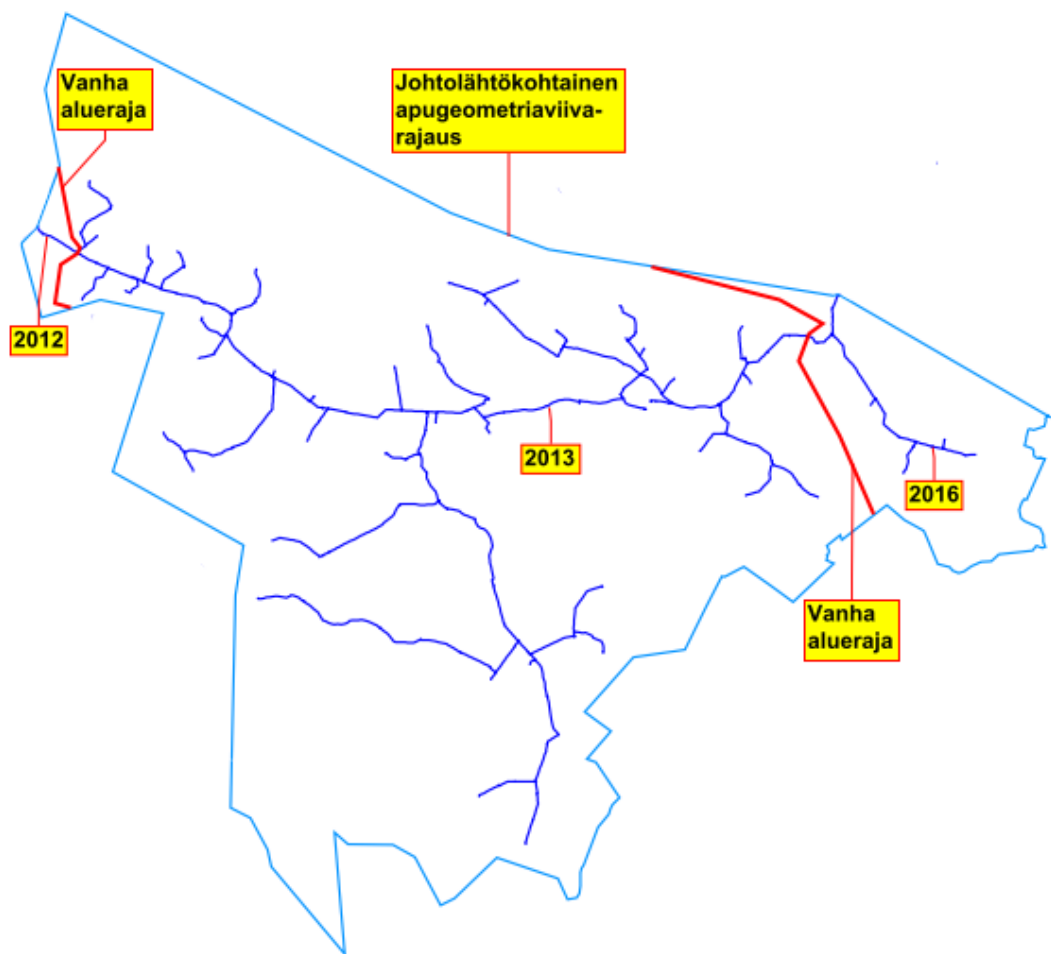 Vanha
alueraja
Johtolähtökohtainen
apugeometriaviiva-
rajaus
2012
2013
2016
Vanha
alueraja